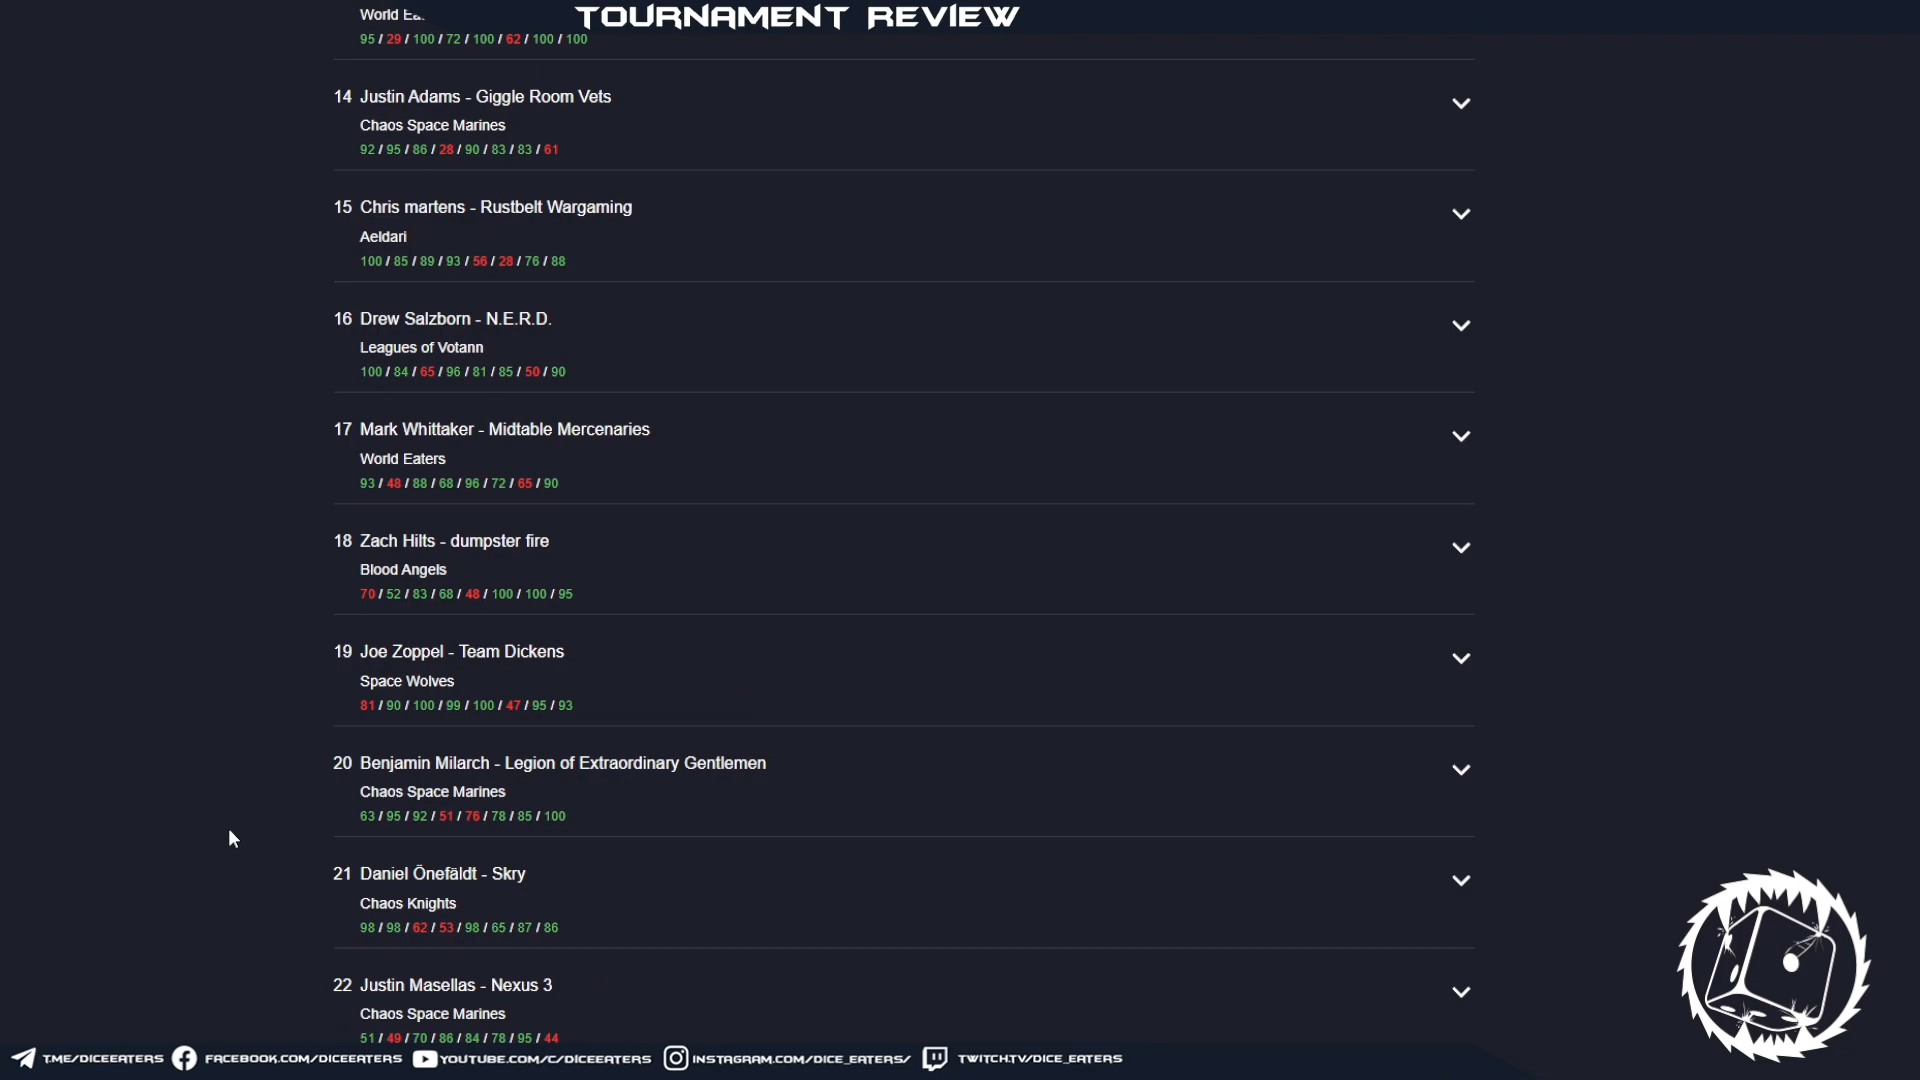 TOURNAMENT REVIEW
World Ea
95 / 29 / 100 / 72 / 100 / 62 / 100 / 100
14 Justin Adams - Giggle Room Vets
Chaos Space Marines
92 / 95 / 86 / 28 / 90 / 83 / 83 / 61
15 Chris martens - Rustbelt Wargaming
Aeldari
100 / 85 / 89 / 93 / 56 / 28 / 76 / 88
16 Drew Salzborn - N.E.R.D.
Leagues of Votann
100 / 84 / 65 / 96 / 81 / 85 / 50 / 90
17 Mark Whittaker - Midtable Mercenaries
World Eaters
93 / 48 / 88 / 68 / 96 / 72 / 65 / 90
18 Zach Hilts - dumpster fire
Blood Angels
70 / 52 / 83 / 68 / 48 / 100 / 100 / 95
19 Joe Zoppel - Team Dickens
Space Wolves
81 / 90 / 100 / 99 / 100 / 47 / 95 / 93
20 Benjamin Milarch - Legion of Extraordinary Gentlemen
Chaos Space Marines
63 / 95 / 92 / 51 / 76 / 78 / 85 / 100
21 Daniel Önefäldt - Skry
Chaos Knights
98 / 98 / 62 / 53 / 98 / 65 / 87 / 86
22 Justin Masellas - Nexus 3
Chaos Space Marines
51 / 49 / 70 / 86 / 84 / 78 / 95 / 44
T.ME/DICEEATERS FACEBOOK.COM/DICEEATERS YOUTUBE.COM/C/DICEEATERS INSTAGRAM.COM/DICE_EATERS/ TWITCH.TV/DICE_EATERS